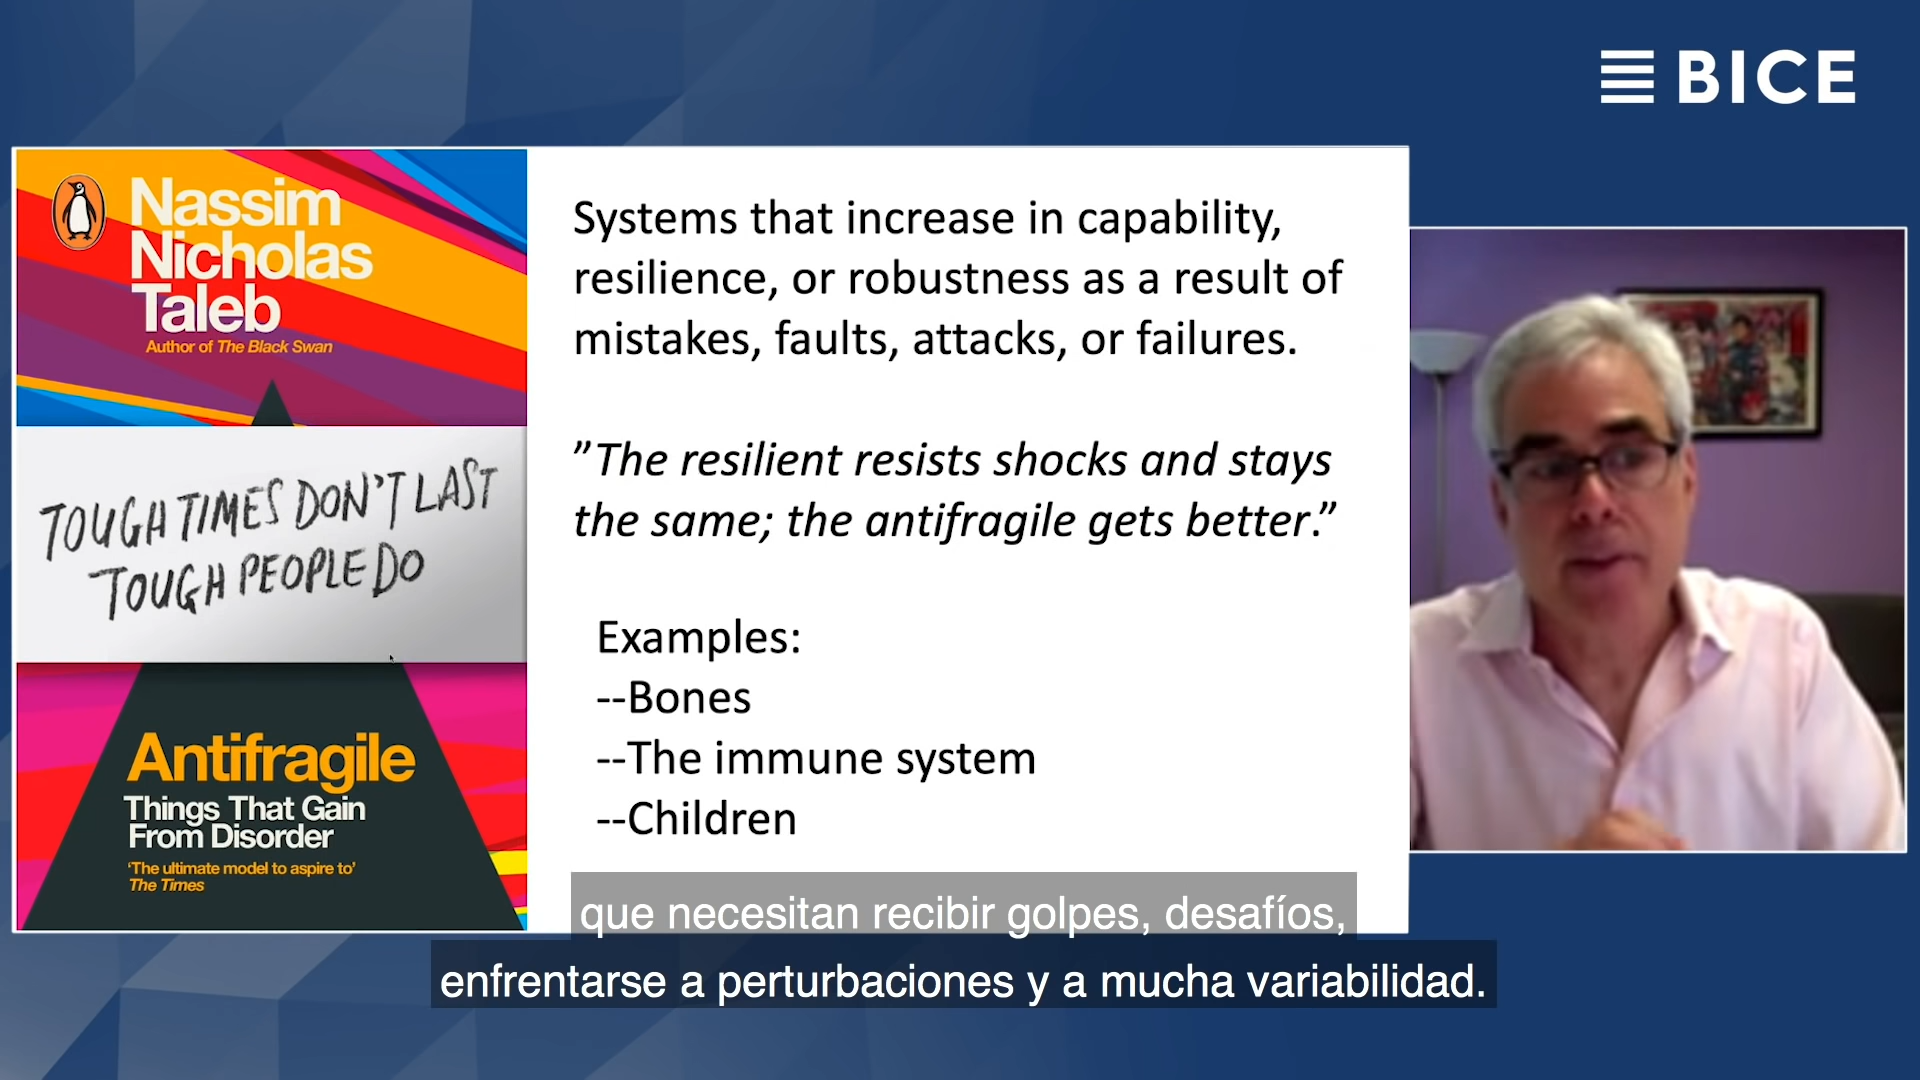 BICE
Nassim
Nicholas
Taleb
Author of The Black Swan
TOUGH TIMES DON'T LAST
TOUGH PEOPLE DO
Antifragile
Things That Gain
From Disorder
‘The ultimate model to aspire to’
The Times
Systems that increase in capability,
resilience, or robustness as a result of
mistakes, faults, attacks, or failures.
”The resilient resists shocks and stays
the same; the antifragile gets better.”
Examples:
--Bones
--The immune system
--Children
que necesitan recibir golpes, desafíos,
enfrentarse a perturbaciones y a mucha variabilidad.